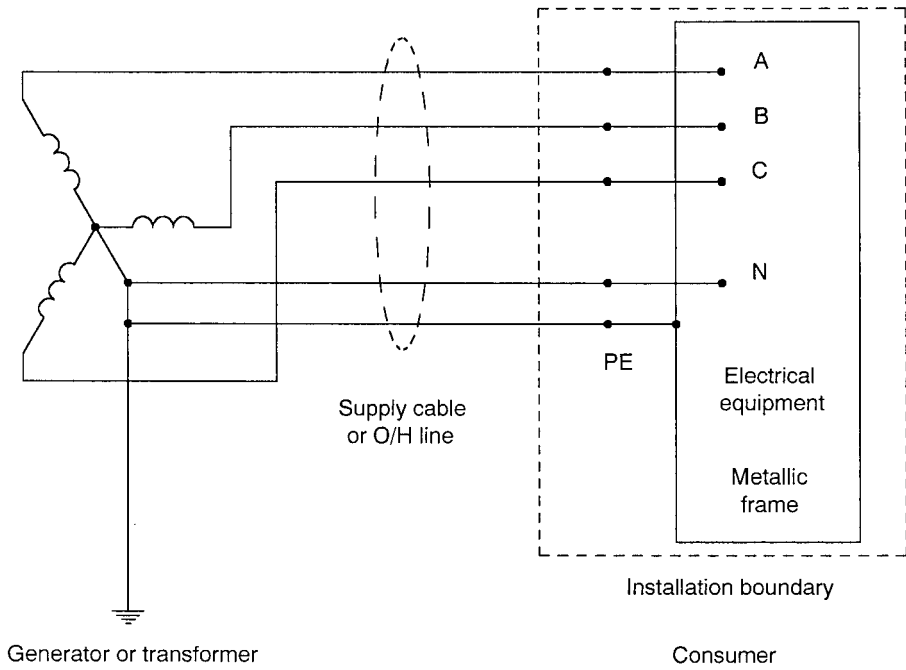 A
B
C
N
PE
Electrical
equipment
Supply cable
or O/H line
Metallic
frame
Installation boundary
Generator or transformer
Consumer